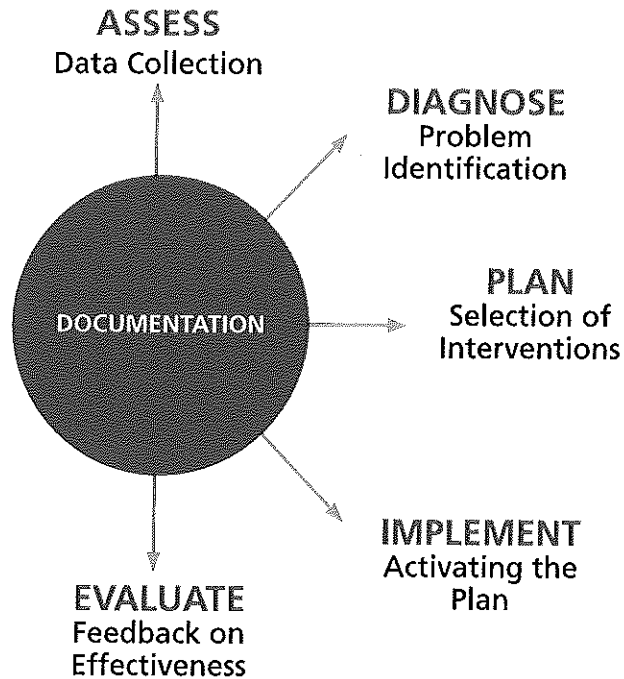 ASSESS
Data Collection
DIAGNOSE
Problem
Identification
PLAN
Selection of
Interventions
DOCUMENTATION
IMPLEMENT
Activating the
Plan
EVALUATE
Feedback on
Effectiveness